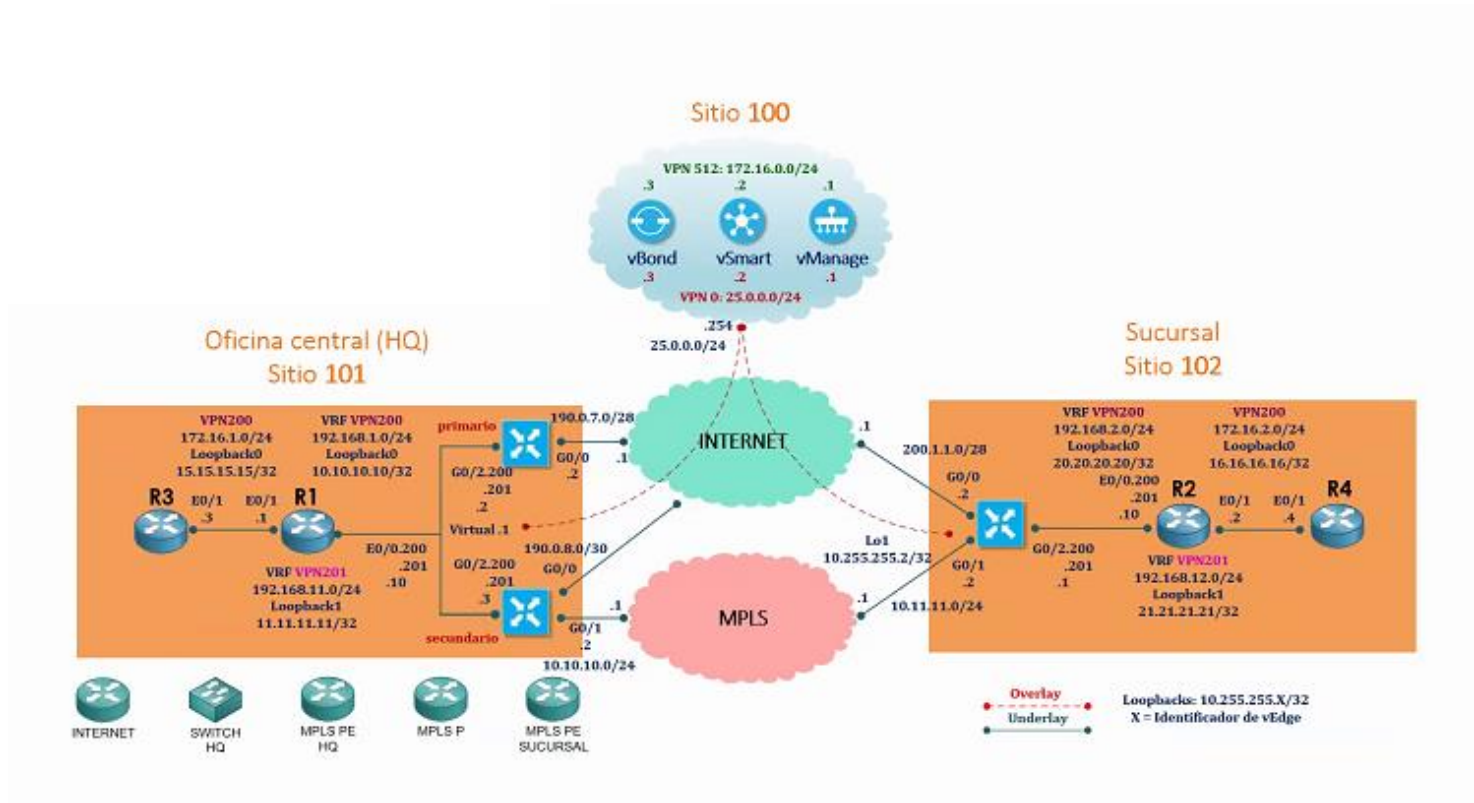 Sitio 100
VPN 512: 172.16.0.0/24
.3 .2 .1
vBond vSmart vManage
.3 .2 .1
VPN 0: 25.0.0.0/24
.254
25.0.0.0/24
Oficina central (HQ)
Sitio 101
VPN200
172.16.1.0/24
Loopback0
15.15.15.15/32
VRF VPN200
192.168.1.0/24
Loopback0
10.10.10.10/32
R3
E0/1
.3
E0/1
.1
R1
VRF VPN201
192.168.11.0/24
Loopback1
11.11.11.11/32
E0/0.200
.201
.10
primario
G0/2.200
.201
.2
Virtual .1
G0/2.200
.201
.3
secundario
190.0.7.0/28
G0/0
.2
.1
190.0.8.0/30
G0/0
G0/1
.2
10.10.10.0/24
.1
INTERNET
MPLS
Sucursal
Sitio 102
.1
200.1.1.0/28
G0/0
.2
Lo1
10.255.255.2/32
G0/1
.2
.1
10.11.11.0/24
VRF VPN200
192.168.2.0/24
Loopback0
20.20.20.20/32
E0/0.200
.201
.10
VPN200
172.16.2.0/24
Loopback0
16.16.16.16/32
R2
E0/1
.2
E0/1
.4
R4
G0/2.200
.201
.1
VRF VPN201
192.168.12.0/24
Loopback1
21.21.21.21/32
INTERNET
SWITCH
HQ
MPLS PE
HQ
MPLS P
MPLS PE
SUCURSAL
Overlay
Underlay
Loopbacks: 10.255.255.X/32
X = Identificador de vEdge